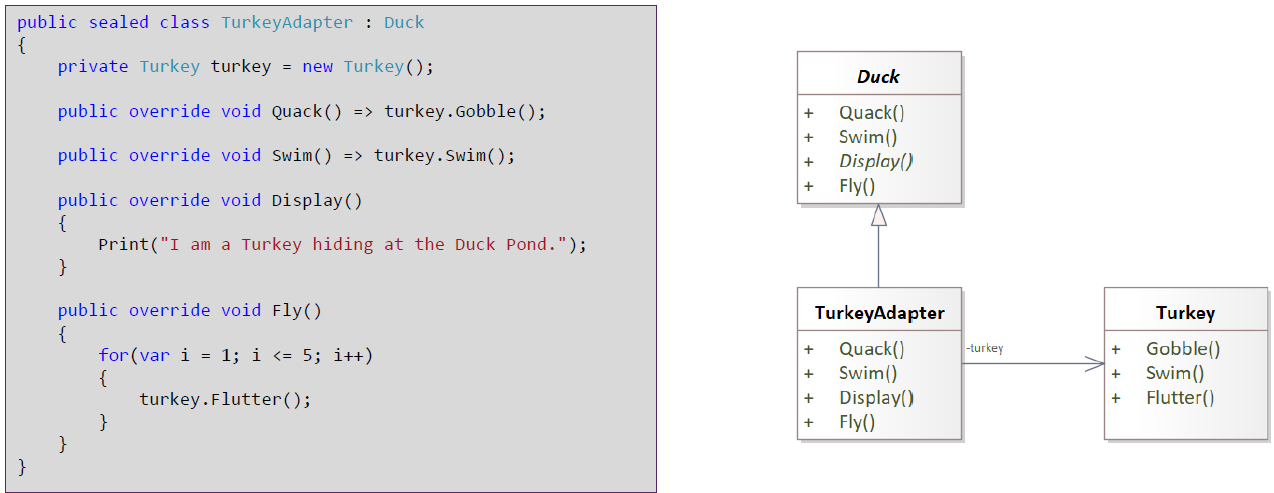 public sealed class TurkeyAdapter : Duck
{
    private Turkey turkey = new Turkey();
    public override void Quack() => turkey.Gobble();
    public override void Swim() => turkey.Swim();
    public override void Display()
    {
        Print("I am a Turkey hiding at the Duck Pond.");
    }
    public override void Fly()
    {
        for(var i = 1; i <= 5; i++)
        {
            turkey.Flutter();
        }
    }
}
Duck
+ Quack()
+ Swim()
+ Display()
+ Fly()
TurkeyAdapter
+ Quack()
+ Swim()
+ Display()
+ Fly()
-turkey
Turkey
+ Gobble()
+ Swim()
+ Flutter()